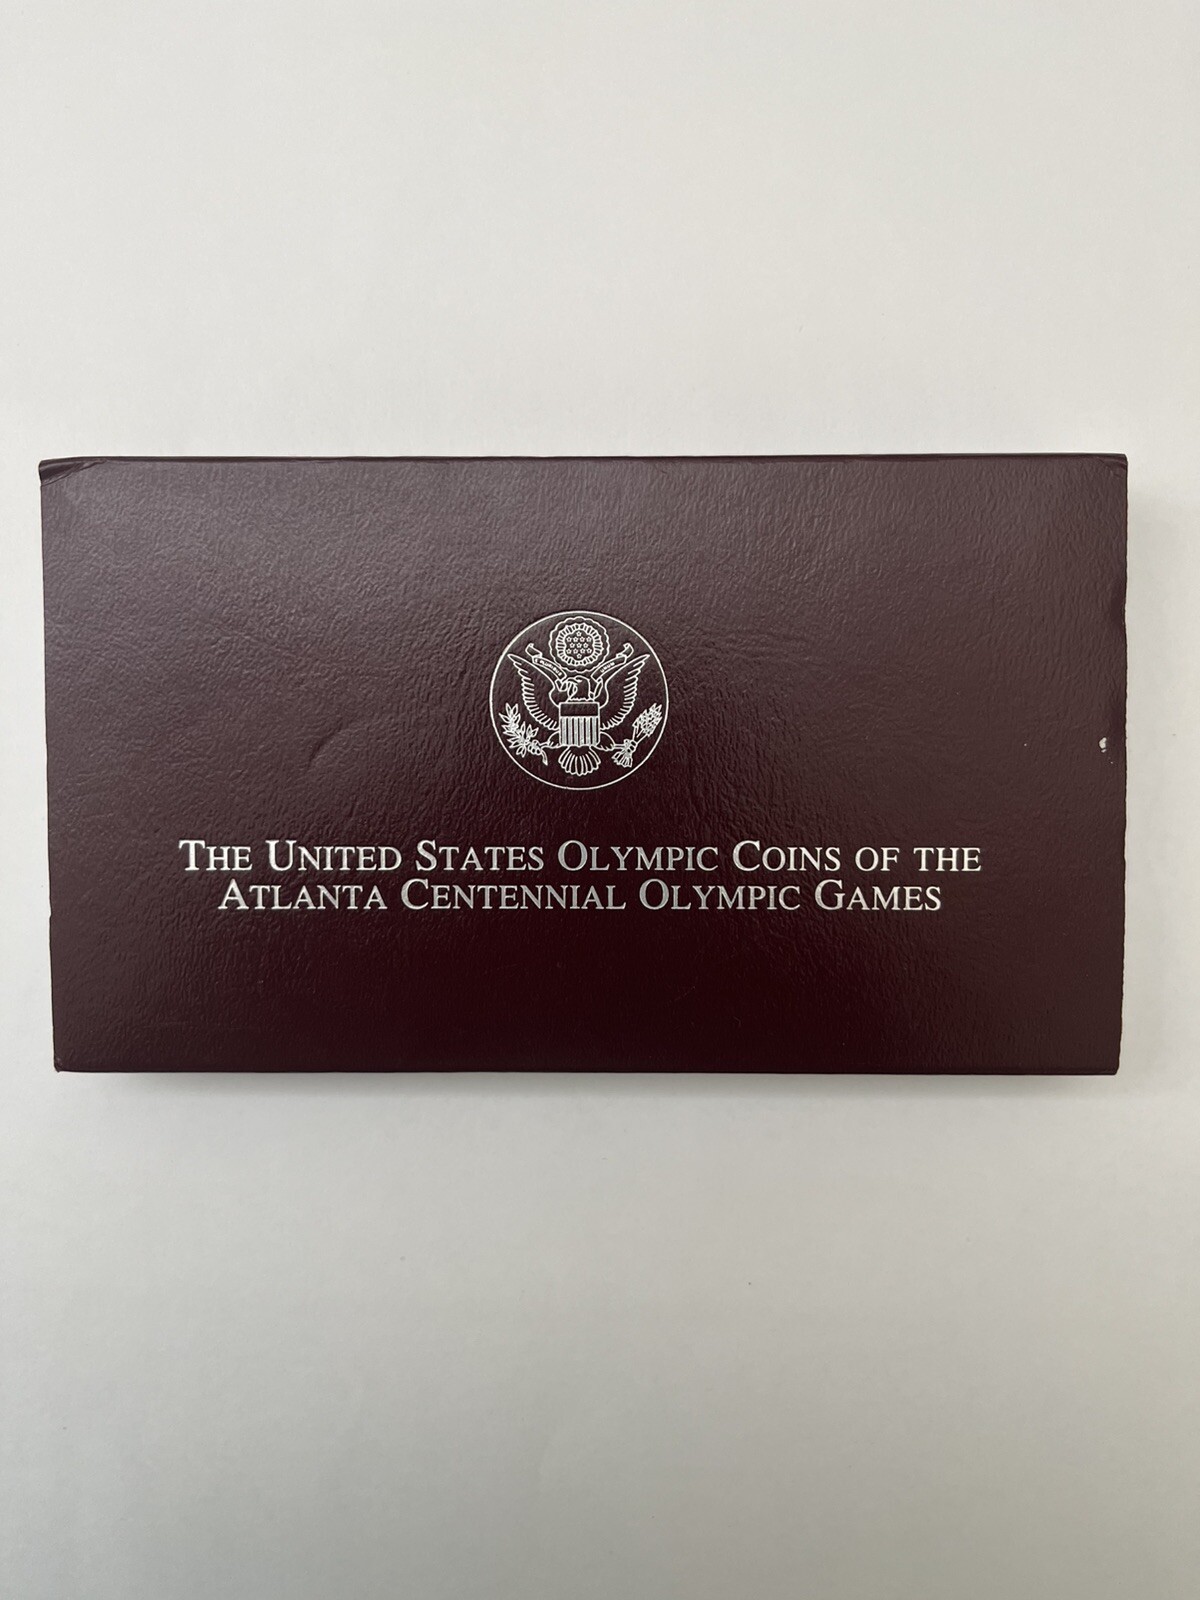 THE UNITED STATES OLYMPIC COINS OF THE
ATLANTA CENTENNIAL OLYMPIC GAMES